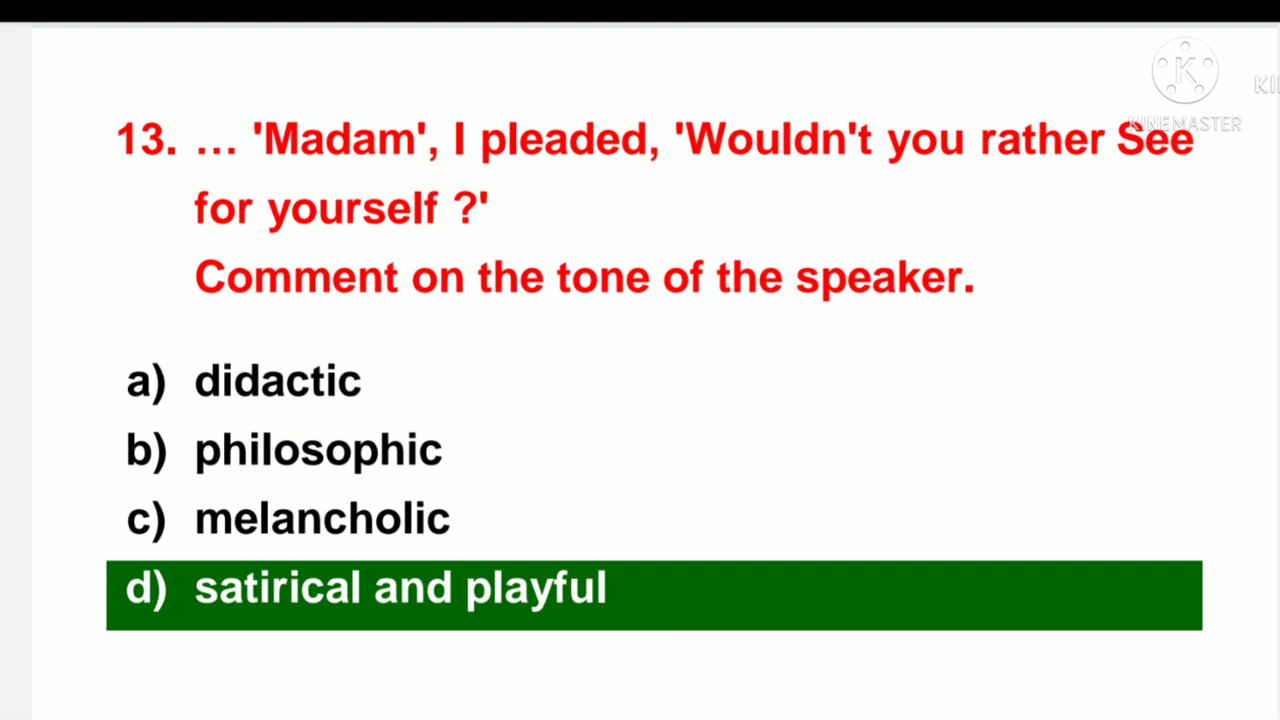 K
KI
KINEMASTER
13. ... 'Madam', I pleaded, 'Wouldn't you rather See
for yourself ?'
Comment on the tone of the speaker.
a) didactic
b) philosophic
c) melancholic
d) satirical and playful